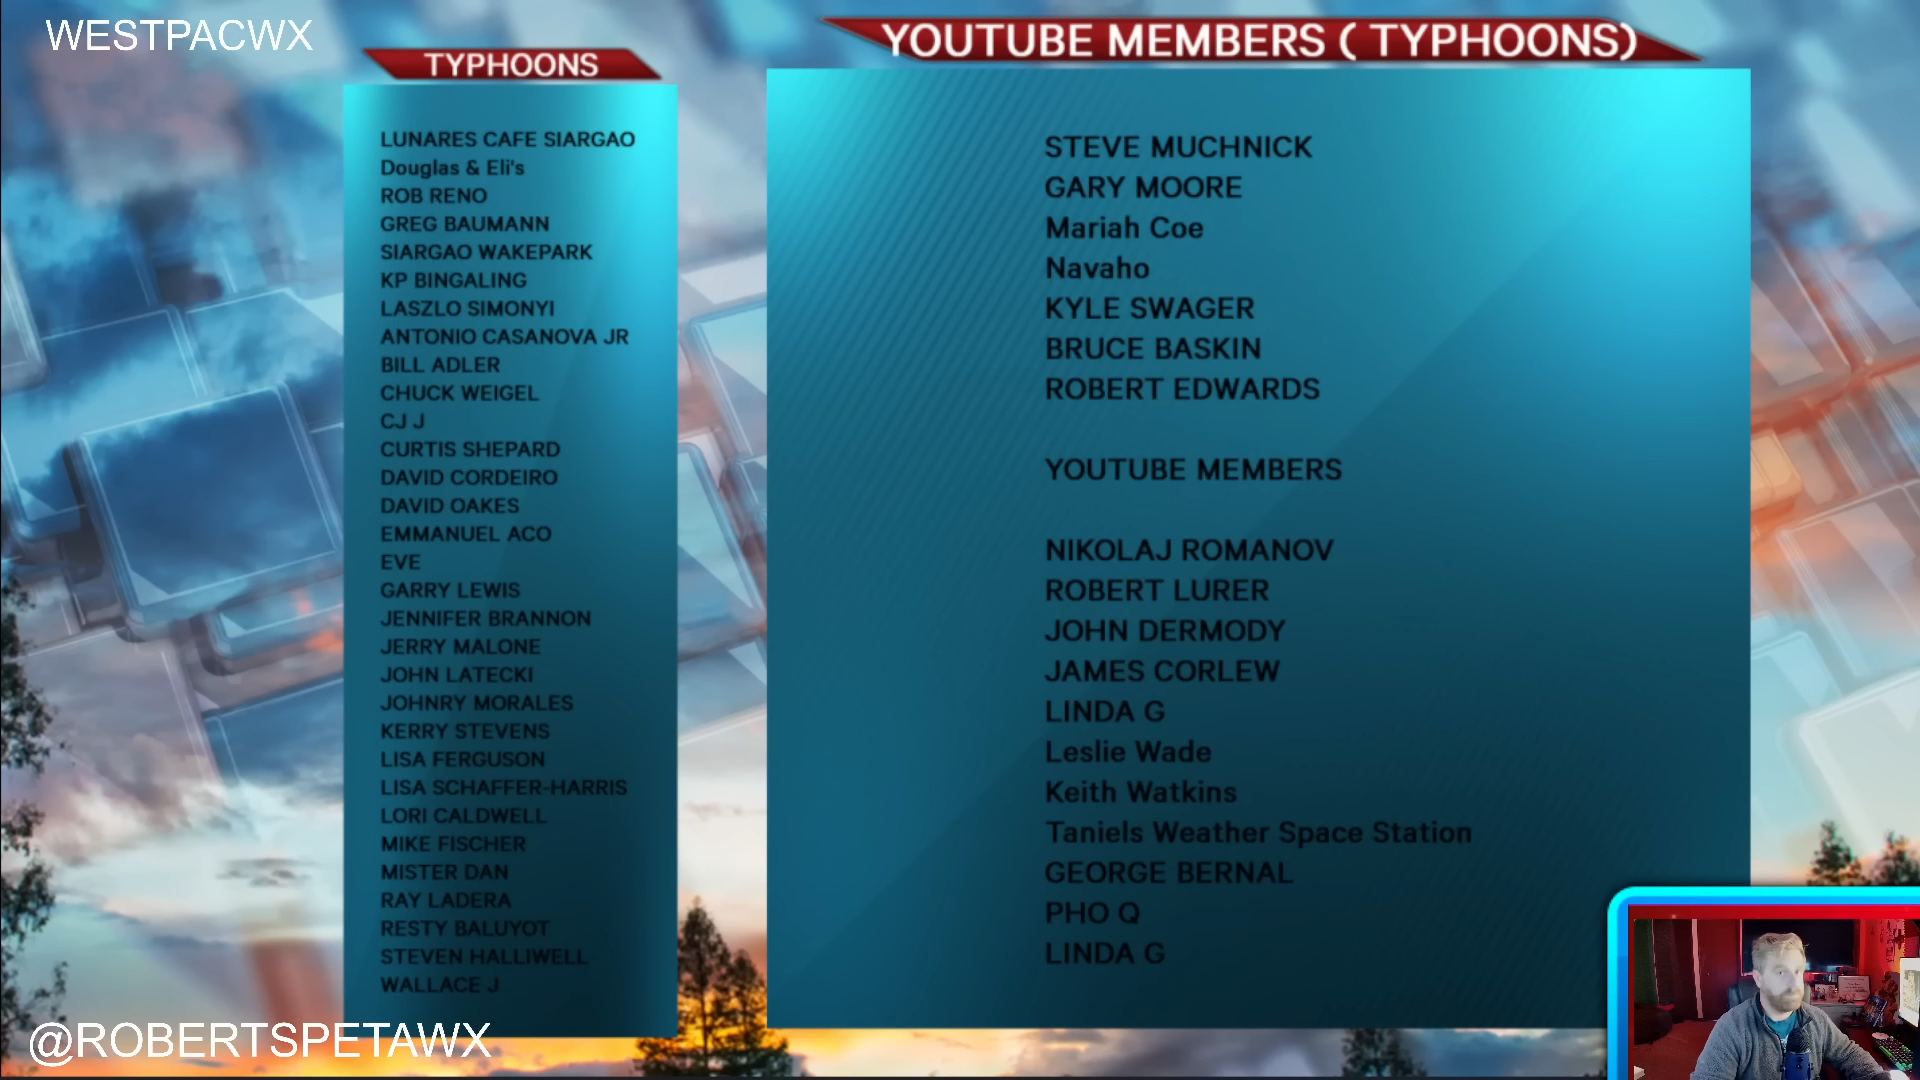 WESTPACWX
TYPHOONS
LUNARES CAFE SIARGAO
Douglas & Eli's
ROB RENO
GREG BAUMANN
SIARGAO WAKEPARK
KP BINGALING
LASZLO SIMONYI
ANTONIO CASANOVA JR
BILL ADLER
CHUCK WEIGEL
CJ J
CURTIS SHEPARD
DAVID CORDEIRO
DAVID OAKES
EMMANUEL ACO
EVE
GARRY LEWIS
JENNIFER BRANNON
JERRY MALONE
JOHN LATECKI
JOHNRY MORALES
KERRY STEVENS
LISA FERGUSON
LISA SCHAFFER-HARRIS
LORI CALDWELL
MIKE FISCHER
MISTER DAN
RAY LADERA
RESTY BALUYOT
STEVEN HALLIWELL
WALLACE J
YOUTUBE MEMBERS ( TYPHOONS)
STEVE MUCHNICK
GARY MOORE
Mariah Coe
Navaho
KYLE SWAGER
BRUCE BASKIN
ROBERT EDWARDS
YOUTUBE MEMBERS
NIKOLAJ ROMANOV
ROBERT LURER
JOHN DERMODY
JAMES CORLEW
LINDA G
Leslie Wade
Keith Watkins
Taniels Weather Space Station
GEORGE BERNAL
PHO Q
LINDA G
@ROBERTSPETAWX